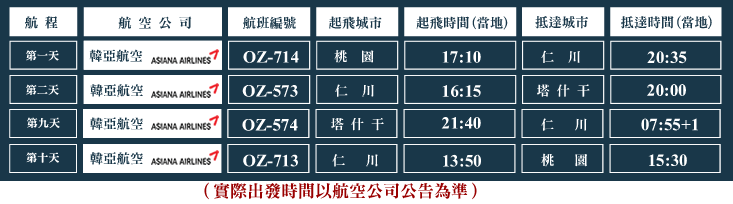 航 程 航 空 公 司 航班編號 起飛城市 起飛時間(當地) 抵達城市 抵達時間(當地)
第一天 韓亞航空 ASIANA AIRLINES OZ-714 桃 園 17:10 仁 川 20:35
第二天 韓亞航空 ASIANA AIRLINES OZ-573 仁 川 16:15 塔 什 干 20:00
第九天 韓亞航空 ASIANA AIRLINES OZ-574 塔 什 干 21:40 仁 川 07:55+1
第十天 韓亞航空 ASIANA AIRLINES OZ-713 仁 川 13:50 桃 園 15:30
(實際出發時間以航空公司公告為準)